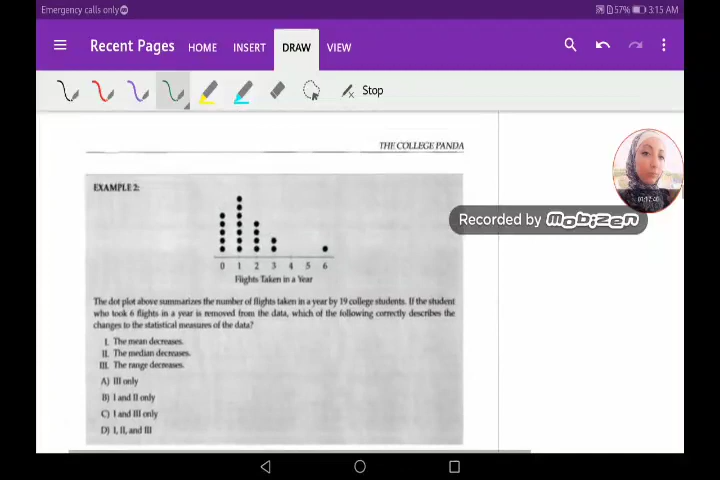 Emergency calls only 57% 3:15 AM
Recent Pages HOME INSERT DRAW VIEW
Stop
THE COLLEGE PANDA
EXAMPLE 2:
Recorded by mobizen
0 1 2 3 4 5 6
Flights Taken in a Year
The dot plot above summarizes the number of flights taken in a year by 19 college students. If the student
who took 6 flights in a year is removed from the data, which of the following correctly describes the
changes to the statistical measures of the data?
I. The mean decreases.
II. The median decreases.
III. The range decreases.
A) III only
B) I and II only
C) I and III only
D) I, II, and III